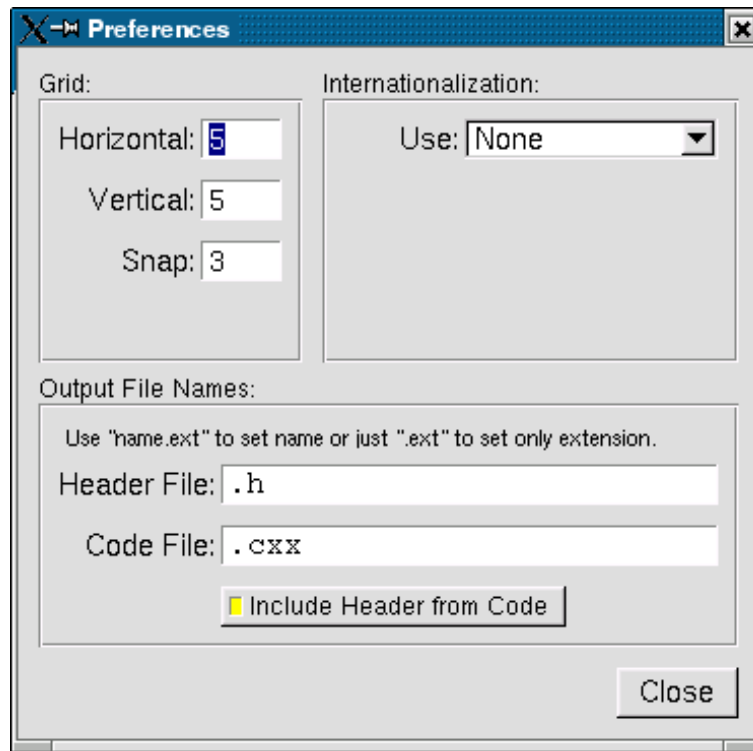 Preferences
Grid:
Horizontal: 5
Vertical: 5
Snap: 3
Internationalization:
Use: None
Output File Names:
Use "name.ext" to set name or just ".ext" to set only extension.
Header File: .h
Code File: .cxx
Include Header from Code
Close